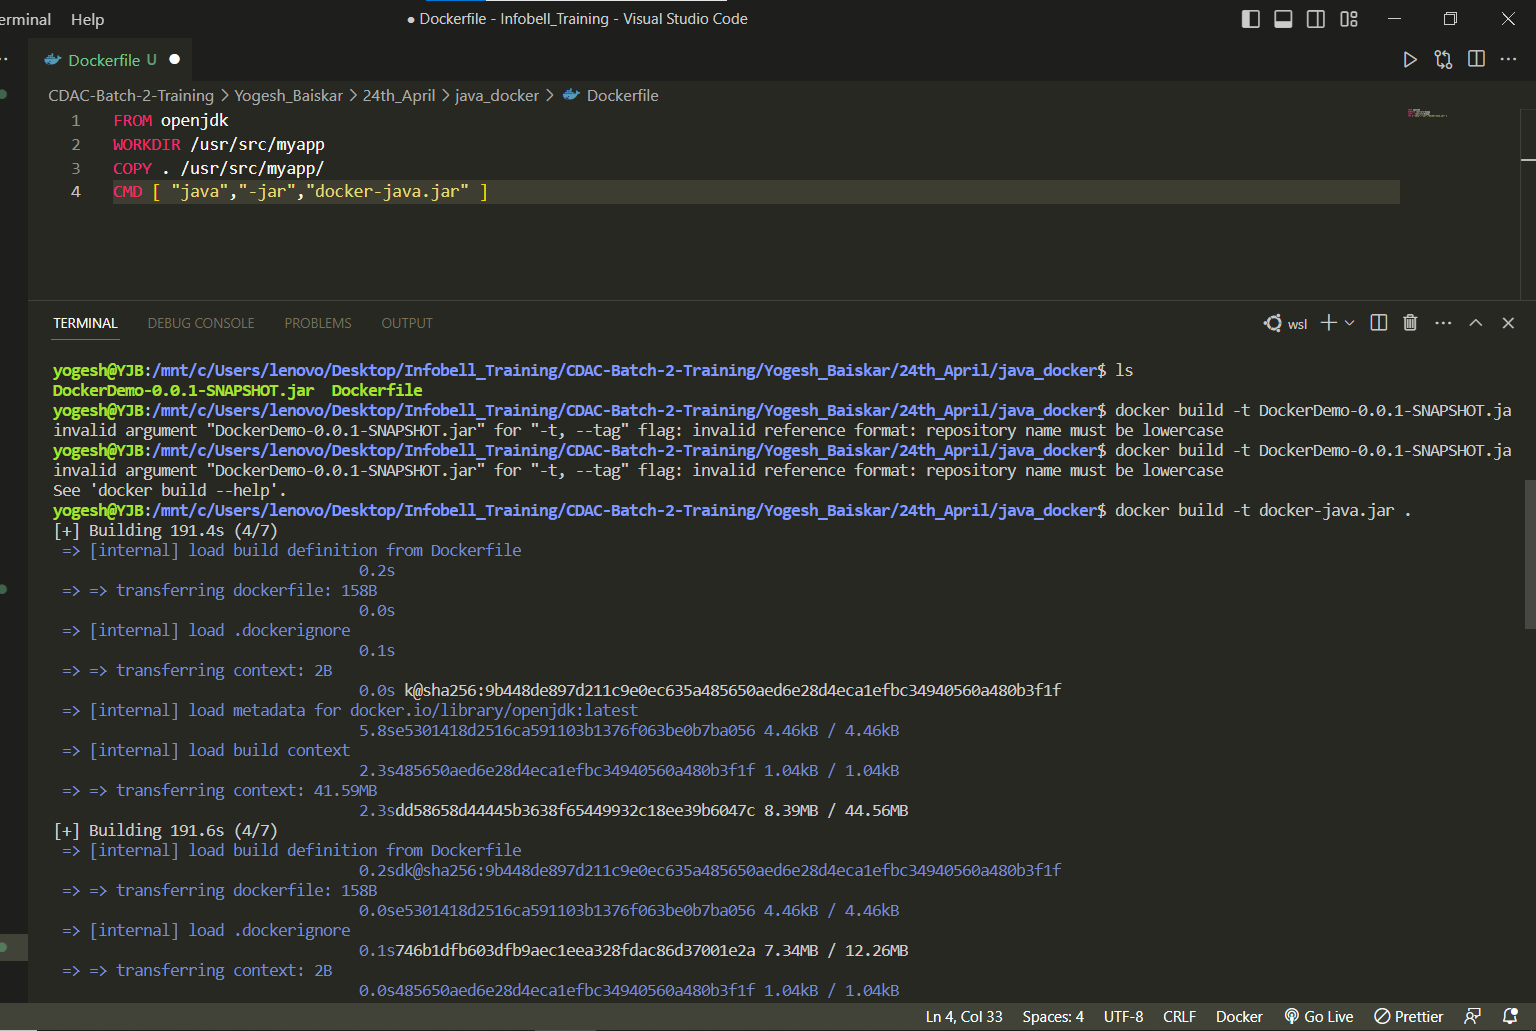 erminal Help
● Dockerfile - Infobell_Training - Visual Studio Code
Dockerfile U
CDAC-Batch-2-Training > Yogesh_Baiskar > 24th_April > java_docker > Dockerfile
1 FROM openjdk
2 WORKDIR /usr/src/myapp
3 COPY . /usr/src/myapp/
4 CMD [ "java","-jar","docker-java.jar" ]
TERMINAL DEBUG CONSOLE PROBLEMS OUTPUT
wsl
yogesh@YJB:/mnt/c/Users/lenovo/Desktop/Infobell_Training/CDAC-Batch-2-Training/Yogesh_Baiskar/24th_April/java_docker$ ls
DockerDemo-0.0.1-SNAPSHOT.jar Dockerfile
yogesh@YJB:/mnt/c/Users/lenovo/Desktop/Infobell_Training/CDAC-Batch-2-Training/Yogesh_Baiskar/24th_April/java_docker$ docker build -t DockerDemo-0.0.1-SNAPSHOT.ja
invalid argument "DockerDemo-0.0.1-SNAPSHOT.jar" for "-t, --tag" flag: invalid reference format: repository name must be lowercase
yogesh@YJB:/mnt/c/Users/lenovo/Desktop/Infobell_Training/CDAC-Batch-2-Training/Yogesh_Baiskar/24th_April/java_docker$ docker build -t DockerDemo-0.0.1-SNAPSHOT.ja
invalid argument "DockerDemo-0.0.1-SNAPSHOT.jar" for "-t, --tag" flag: invalid reference format: repository name must be lowercase
See 'docker build --help'.
yogesh@YJB:/mnt/c/Users/lenovo/Desktop/Infobell_Training/CDAC-Batch-2-Training/Yogesh_Baiskar/24th_April/java_docker$ docker build -t docker-java.jar .
[+] Building 191.4s (4/7)
=> [internal] load build definition from Dockerfile
0.2s
=> => transferring dockerfile: 158B
0.0s
=> [internal] load .dockerignore
0.1s
=> => transferring context: 2B
0.0s k@sha256:9b448de897d211c9e0ec635a485650aed6e28d4eca1efbc34940560a480b3f1f
=> [internal] load metadata for docker.io/library/openjdk:latest
5.8se5301418d2516ca591103b1376f063be0b7ba056 4.46kB / 4.46kB
=> [internal] load build context
2.3s485650aed6e28d4eca1efbc34940560a480b3f1f 1.04kB / 1.04kB
=> => transferring context: 41.59MB
2.3sdd58658d44445b3638f65449932c18ee39b6047c 8.39MB / 44.56MB
[+] Building 191.6s (4/7)
=> [internal] load build definition from Dockerfile
0.2sdk@sha256:9b448de897d211c9e0ec635a485650aed6e28d4eca1efbc34940560a480b3f1f
=> => transferring dockerfile: 158B
0.0se5301418d2516ca591103b1376f063be0b7ba056 4.46kB / 4.46kB
=> [internal] load .dockerignore
0.1s746b1dfb603dfb9aec1eea328fdac86d37001e2a 7.34MB / 12.26MB
=> => transferring context: 2B
0.0s485650aed6e28d4eca1efbc34940560a480b3f1f 1.04kB / 1.04kB
Ln 4, Col 33 Spaces: 4 UTF-8 CRLF Docker Go Live Prettier